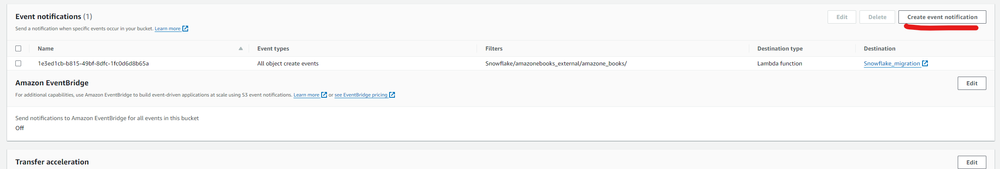 Event notifications (1)
Edit
Delete
Create event notification
Send a notification when specific events occur in your bucket. Learn more
Name
Event types
Filters
Destination type
Destination
1e3ed1cb-b815-49bf-8dfc-1fc0d6d8b65a
All object create events
Snowflake/amazonebooks_external/amazone_books/
Lambda function
Snowflake_migration
Amazon EventBridge
Edit
For additional capabilities, use Amazon EventBridge to build event-driven applications at scale using S3 event notifications. Learn more or see EventBridge pricing
Send notifications to Amazon EventBridge for all events in this bucket
Off
Transfer acceleration
Edit